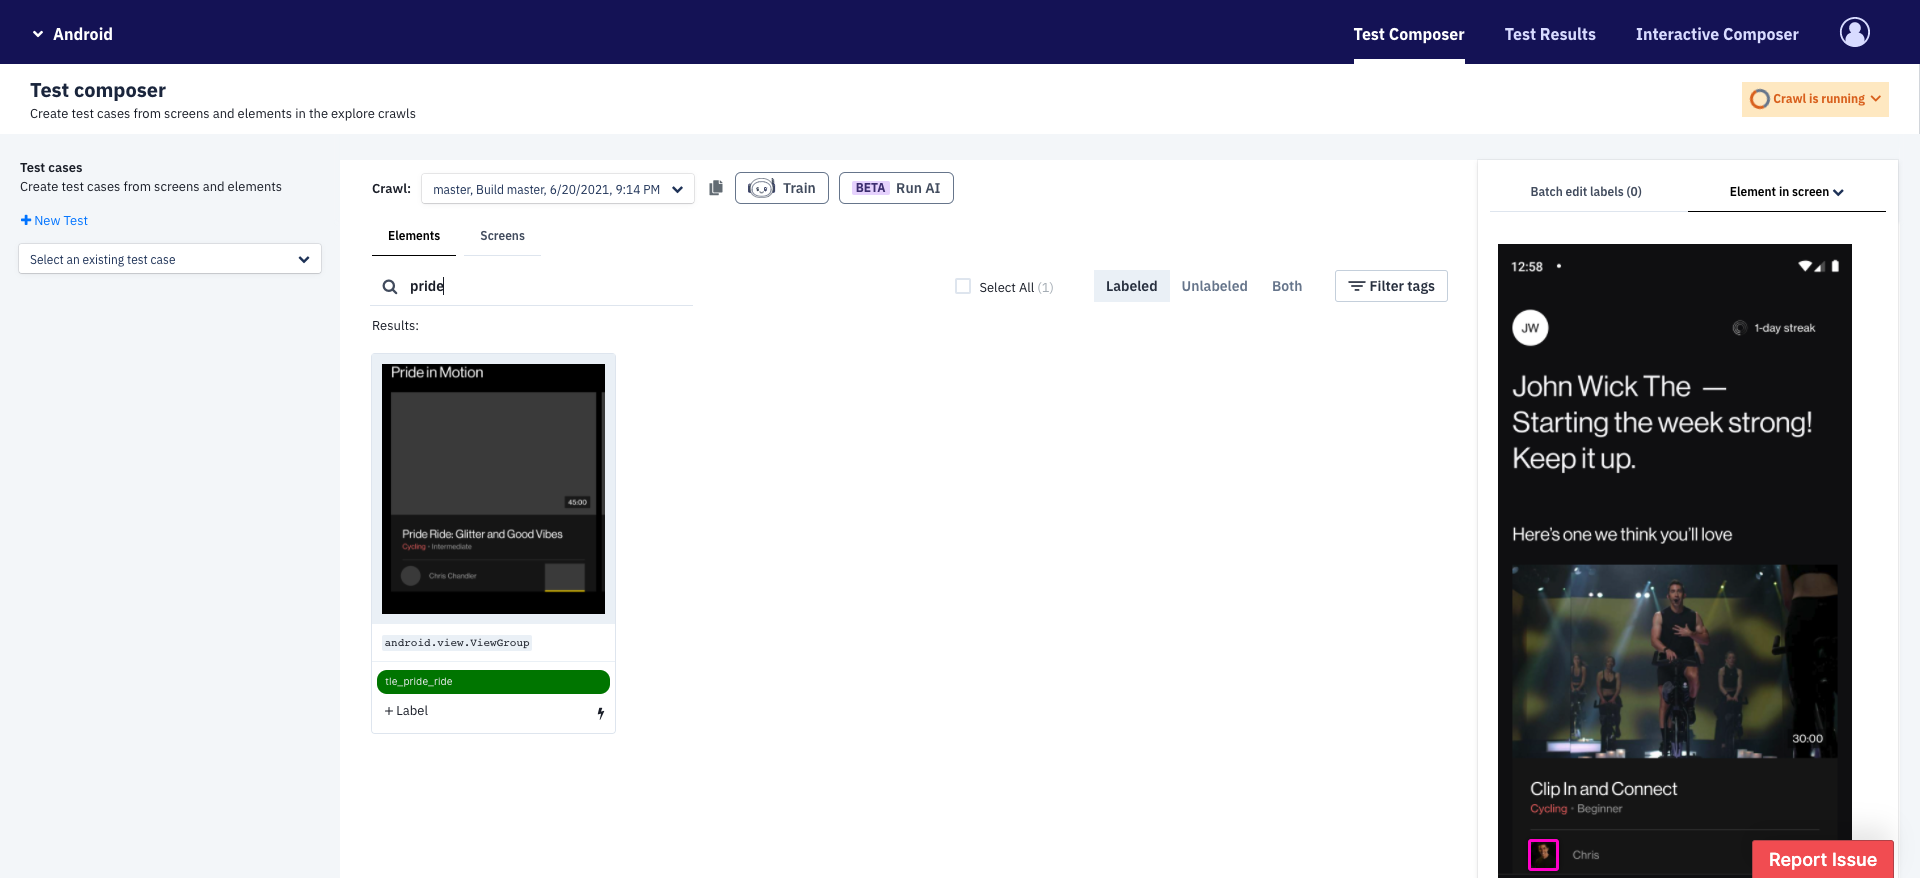 Android
Test Composer
Test Results
Interactive Composer
Test composer
Create test cases from screens and elements in the explore crawls
Crawl is running
Test cases
Create test cases from screens and elements
+ New Test
Select an existing test case
Crawl:
master, Build master, 6/20/2021, 9:14 PM
Train
BETA Run AI
Elements
Screens
pride
Select All (1)
Labeled
Unlabeled
Both
Filter tags
Results:
Pride in Motion
45:00
Pride Ride: Glitter and Good Vibes
Cycling · Intermediate
Chris Chandler
android.view.ViewGroup
tie_pride_ride
+ Label
Batch edit labels (0)
Element in screen
12:58 •
JW
1-day streak
John Wick The —
Starting the week strong!
Keep it up.
Here's one we think you'll love
30:00
Clip In and Connect
Cycling · Beginner
Chris
Report Issue